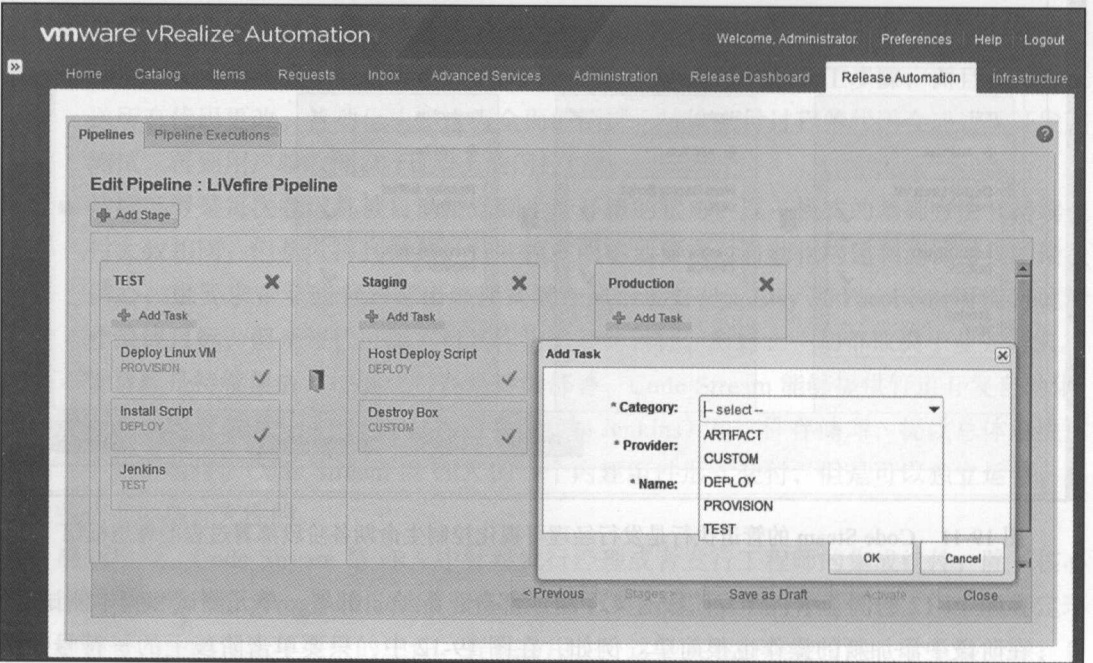 vmware vRealize Automation
Welcome, Administrator. Preferences Help Logout
Home Catalog Items Requests Inbox Advanced Services Administration Release Dashboard Release Automation Infrastructure
Pipelines Pipeline Executions
Edit Pipeline : LiVefire Pipeline
Add Stage
TEST
Add Task
Deploy Linux VM
PROVISION
Install Script
DEPLOY
Jenkins
TEST
Staging
Add Task
Host Deploy Script
DEPLOY
Destroy Box
CUSTOM
Production
Add Task
Add Task
* Category:
-- select --
* Provider:
* Name:
ARTIFACT
CUSTOM
DEPLOY
PROVISION
TEST
OK Cancel
< Previous Stages >> Save as Draft Activate Close